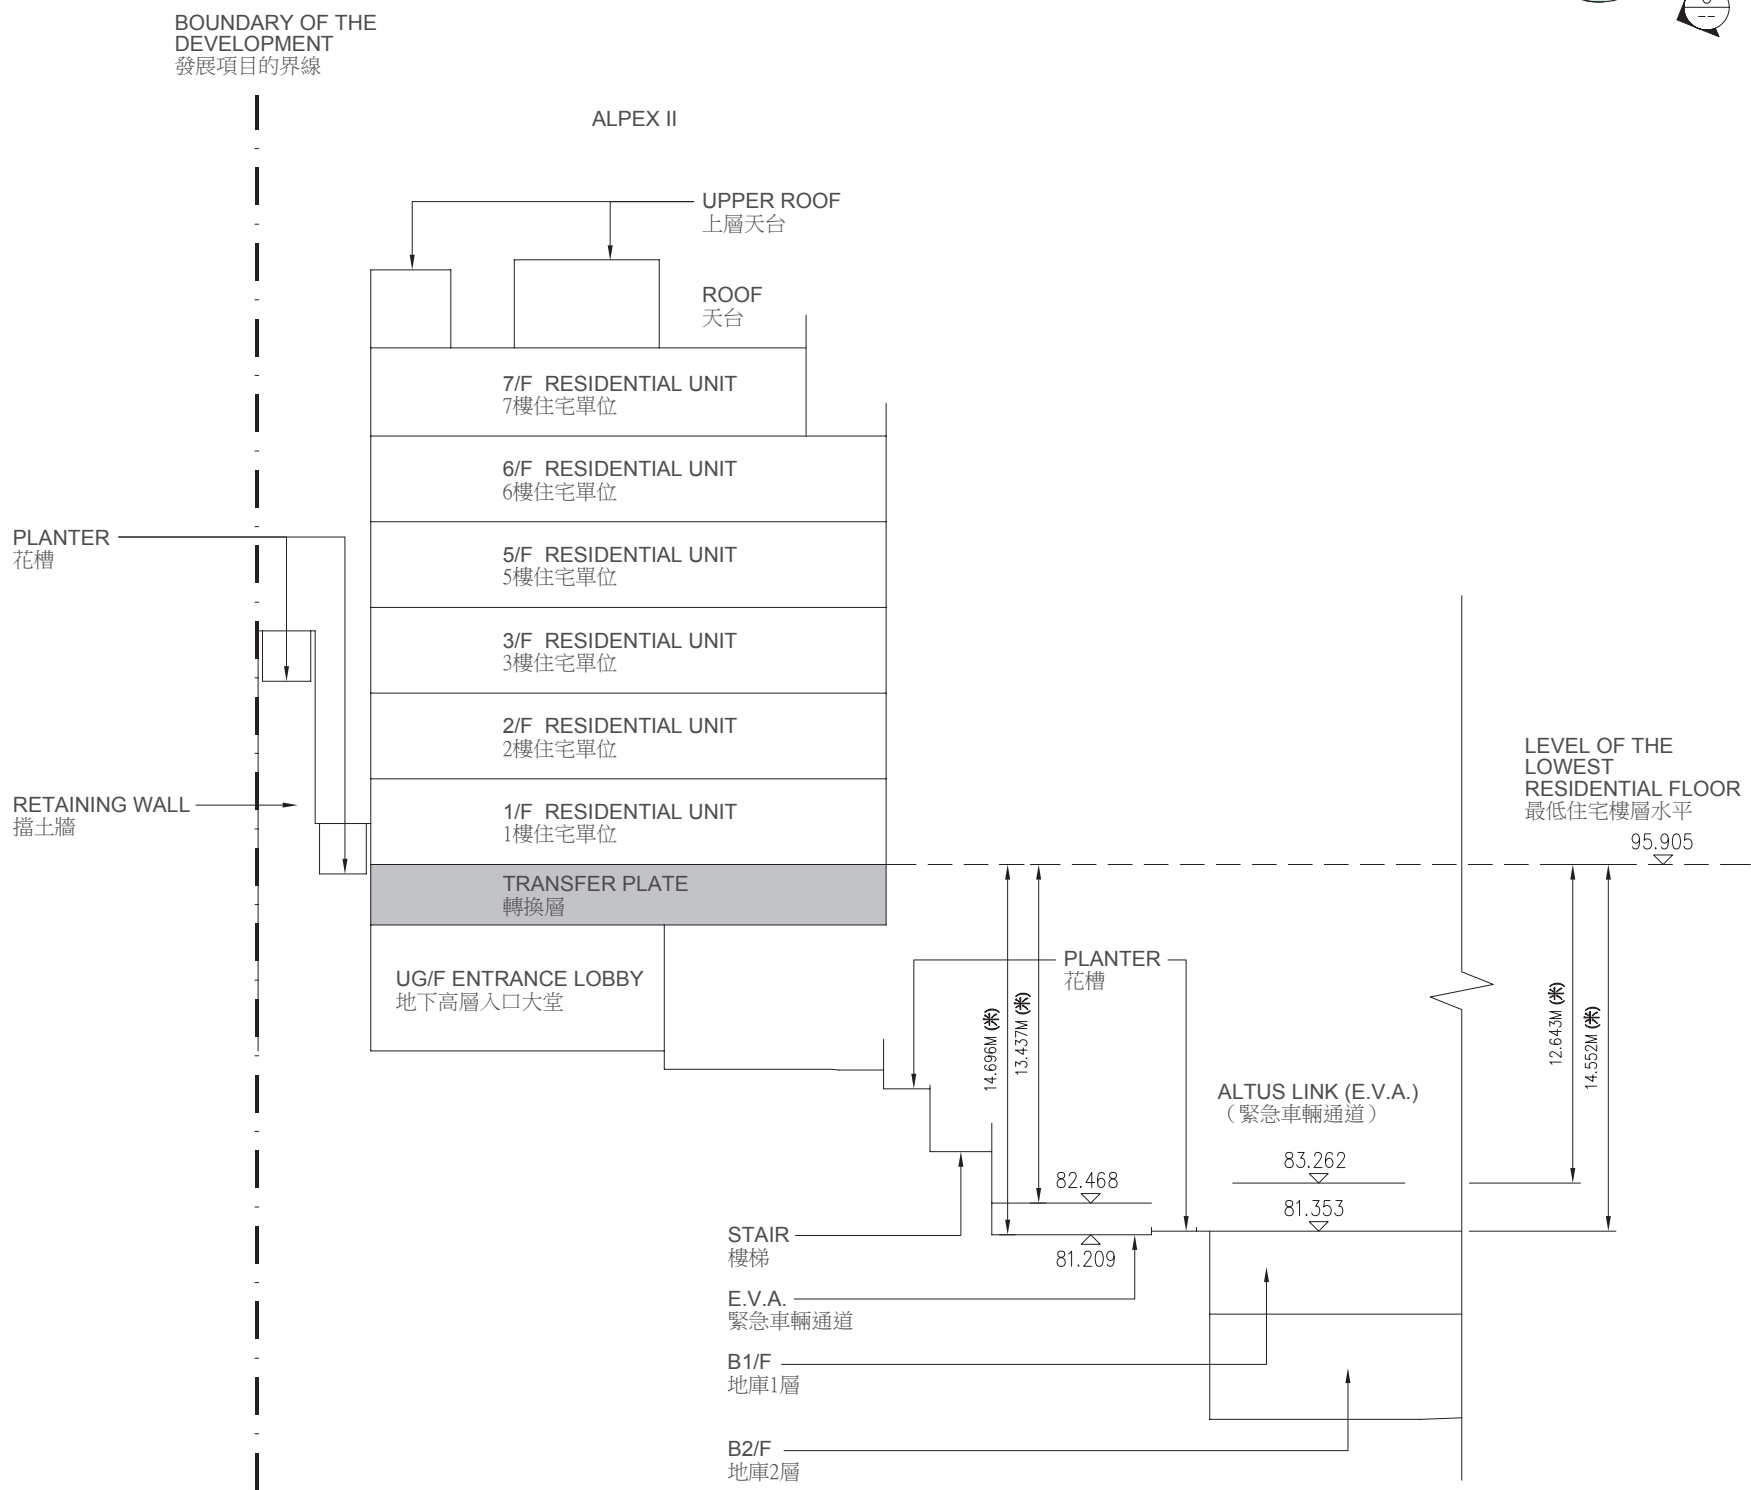 BOUNDARY OF THE
DEVELOPMENT
發展項目的界線
ALPEX II
UPPER ROOF
上層天台
ROOF
天台
7/F RESIDENTIAL UNIT
7樓住宅單位
6/F RESIDENTIAL UNIT
6樓住宅單位
PLANTER
花槽
5/F RESIDENTIAL UNIT
5樓住宅單位
3/F RESIDENTIAL UNIT
3樓住宅單位
2/F RESIDENTIAL UNIT
2樓住宅單位
LEVEL OF THE
LOWEST
RESIDENTIAL FLOOR
最低住宅樓層水平
95.905
RETAINING WALL
擋土牆
1/F RESIDENTIAL UNIT
1樓住宅單位
TRANSFER PLATE
轉換層
UG/F ENTRANCE LOBBY
地下高層入口大堂
PLANTER
花槽
14.696M (米)
13.437M (米)
12.643M (米)
14.552M (米)
ALTUS LINK (E.V.A.)
（緊急車輛通道）
83.262
82.468
81.353
81.209
STAIR
樓梯
E.V.A.
緊急車輛通道
B1/F
地庫1層
B2/F
地庫2層